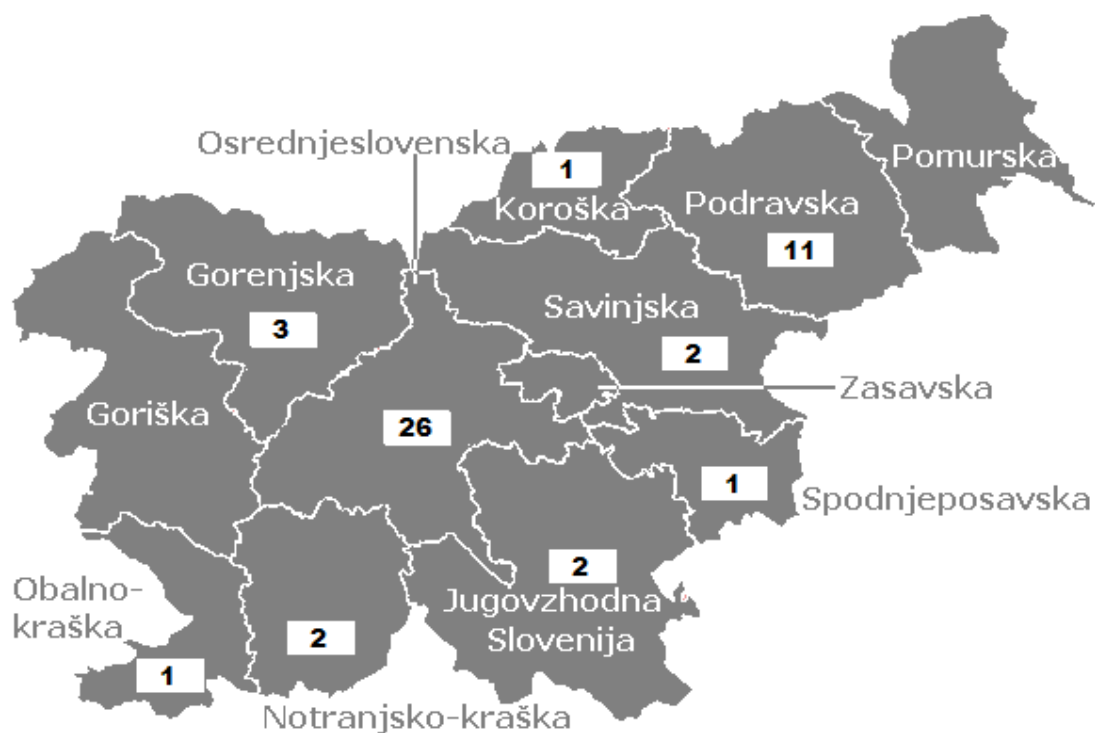 Osrednjeslovenska
1
Koroška
Podravska
11
Pomurska
Gorenjska
3
Savinjska
2
Zasavska
Goriška
26
1
Spodnjeposavska
2
Jugovzhodna
Slovenija
Obalno-
kraška
1
2
Notranjsko-kraška